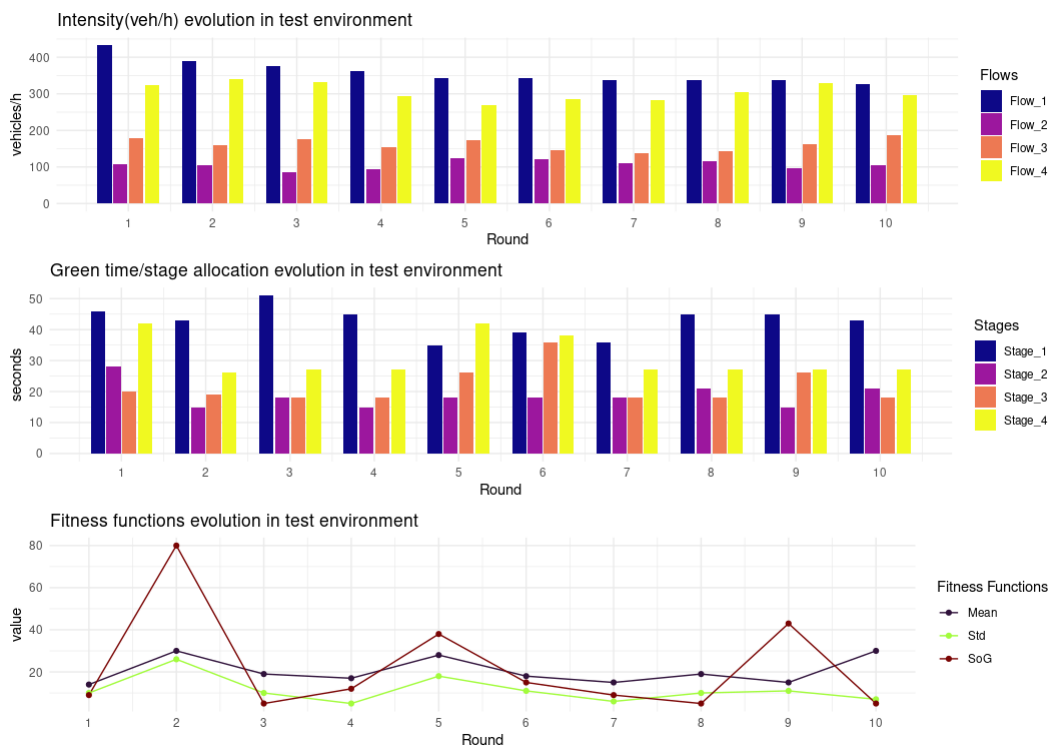 Intensity(veh/h) evolution in test environment
vehicles/h
400
300
200
100
0
1 2 3 4 5 6 7 8 9 10
Round
Flows
Flow_1
Flow_2
Flow_3
Flow_4
Green time/stage allocation evolution in test environment
seconds
50
40
30
20
10
0
1 2 3 4 5 6 7 8 9 10
Round
Stages
Stage_1
Stage_2
Stage_3
Stage_4
Fitness functions evolution in test environment
value
80
60
40
20
1 2 3 4 5 6 7 8 9 10
Round
Fitness Functions
Mean
Std
SoG